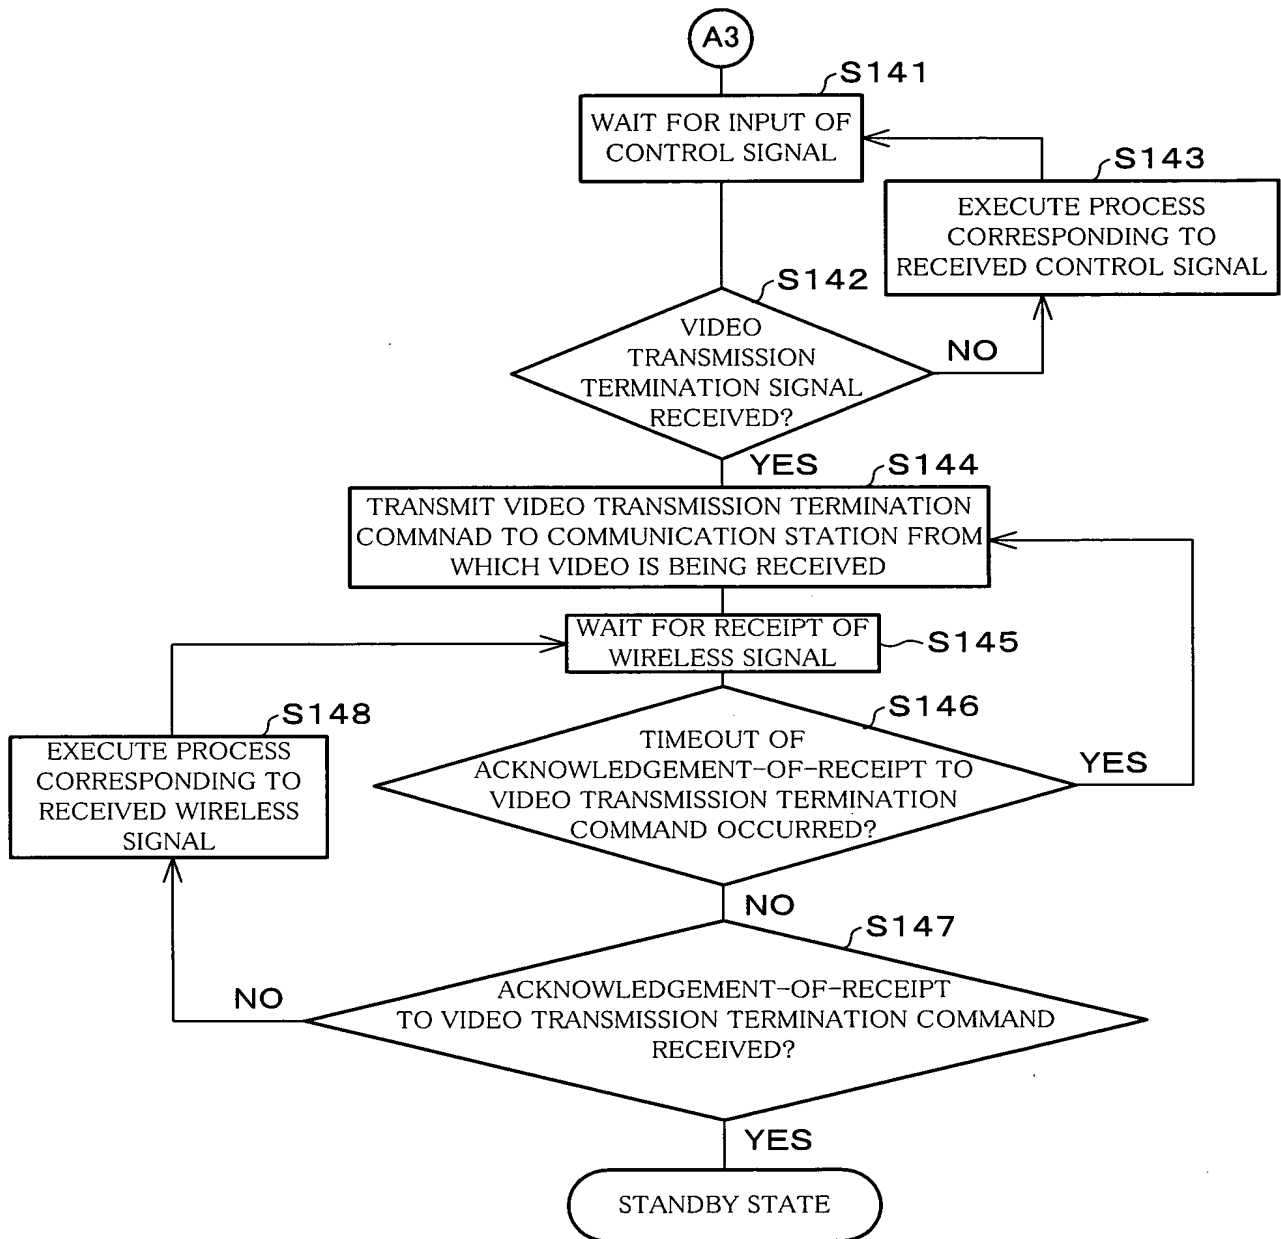 A3
S141
WAIT FOR INPUT OF
CONTROL SIGNAL
S143
EXECUTE PROCESS
CORRESPONDING TO
RECEIVED CONTROL SIGNAL
S142
VIDEO
TRANSMISSION
TERMINATION SIGNAL
RECEIVED?
NO
YES
S144
TRANSMIT VIDEO TRANSMISSION TERMINATION
COMMNAD TO COMMUNICATION STATION FROM
WHICH VIDEO IS BEING RECEIVED
WAIT FOR RECEIPT OF
WIRELESS SIGNAL
S145
S146
TIMEOUT OF
ACKNOWLEDGEMENT-OF-RECEIPT TO
VIDEO TRANSMISSION TERMINATION
COMMAND OCCURRED?
YES
S148
EXECUTE PROCESS
CORRESPONDING TO
RECEIVED WIRELESS
SIGNAL
NO
S147
ACKNOWLEDGEMENT-OF-RECEIPT
TO VIDEO TRANSMISSION TERMINATION COMMAND
RECEIVED?
NO
YES
STANDBY STATE